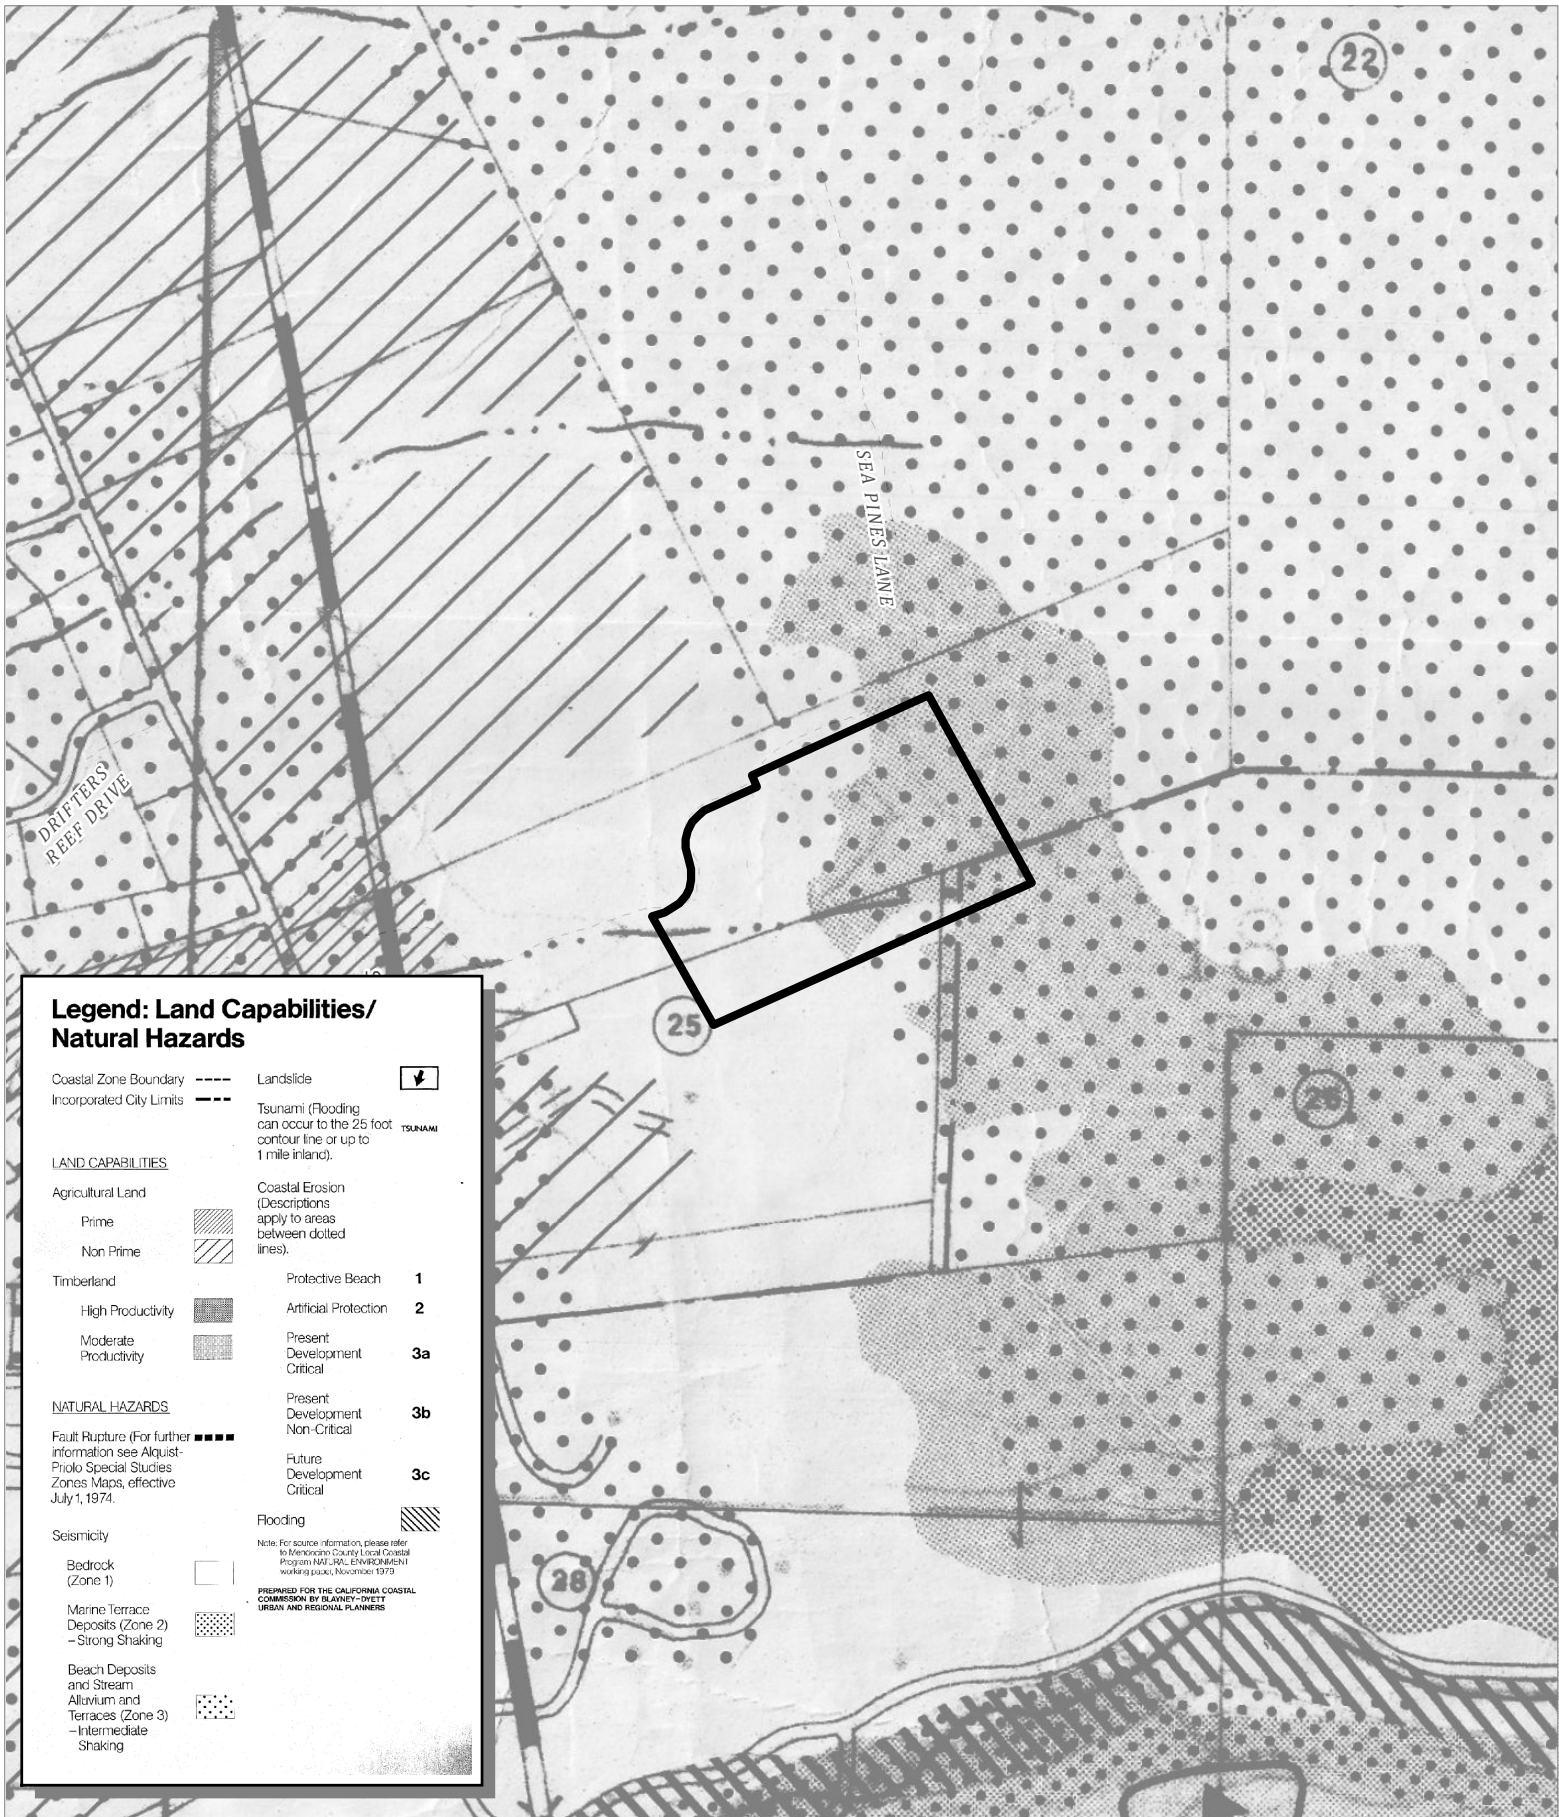 22
SEA PINES LANE
DRIFTERS
REEF DRIVE
25
28
Legend: Land Capabilities/
Natural Hazards
Coastal Zone Boundary
Incorporated City Limits
LAND CAPABILITIES
Agricultural Land
Prime
Non Prime
Timberland
High Productivity
Moderate
Productivity
NATURAL HAZARDS
Fault Rupture (For further
information see Alquist-
Priolo Special Studies
Zones Maps, effective
July 1, 1974.
Seismicity
Bedrock
(Zone 1)
Marine Terrace
Deposits (Zone 2)
–Strong Shaking
Beach Deposits
and Stream
Alluvium and
Terraces (Zone 3)
–Intermediate
Shaking
Landslide
Tsunami (Flooding
can occur to the 25 foot
contour line or up to
1 mile inland).
TSUNAMI
Coastal Erosion
(Descriptions
apply to areas
between dotted
lines).
Protective Beach 1
Artificial Protection 2
Present
Development
Critical
3a
Present
Development
Non-Critical
3b
Future
Development
Critical
3c
Flooding
Note: For source information, please refer
to Mendocino County Local Coastal
Program NATURAL ENVIRONMENT
working paper, November 1979
PREPARED FOR THE CALIFORNIA COASTAL
COMMISSION BY BLAYNEY-DYETT
URBAN AND REGIONAL PLANNERS